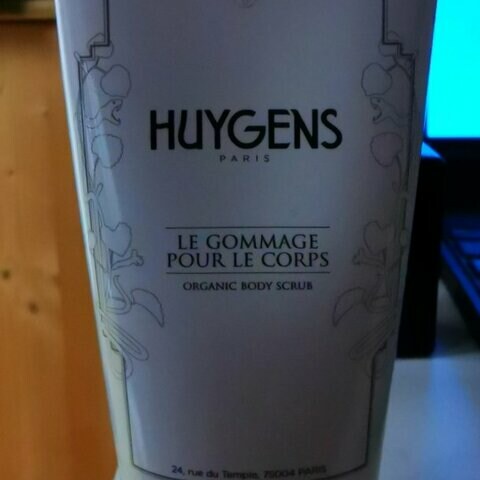 HUYGENS
PARIS
LE GOMMAGE
POUR LE CORPS
ORGANIC BODY SCRUB
24, rue du Temple, 75004 PARIS